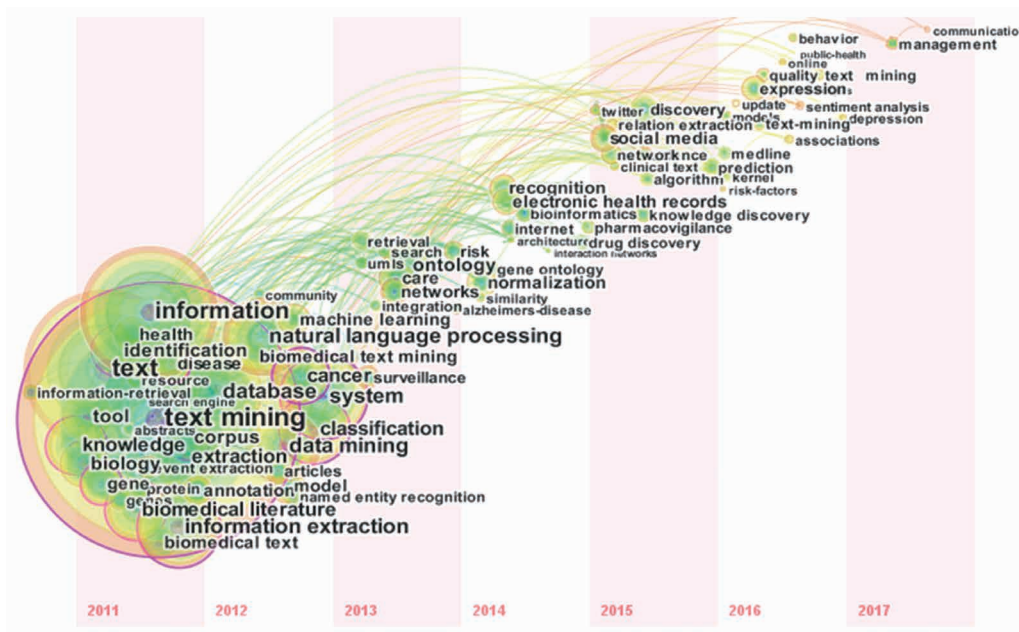 communicatio
behavior
management
public-health
online
quality text mining
expression
twitter
discovery
update
sentiment analysis
models
depression
relation extraction
text-mining
social media
associations
network
medline
clinical text
prediction
algorithm
kernel
recognition
risk-factors
electronic health records
bioinformatics
knowledge discovery
internet
pharmacovigilance
retrieval
architecture
drug discovery
search
risk
interaction networks
umls
ontology
gene ontology
care
normalization
networks
community
similarity
integration
alzheimers-disease
information
machine learning
health
natural language processing
identification
biomedical text mining
text
disease
cancer
surveillance
resource
information-retrieval
database
system
search engine
tool
text mining
abstracts
classification
knowledge
corpus
data mining
extraction
biology
vent extraction
articles
gene
protein
annotation
model
genes
named entity recognition
biomedical literature
information extraction
biomedical text
2011
2012
2013
2014
2015
2016
2017